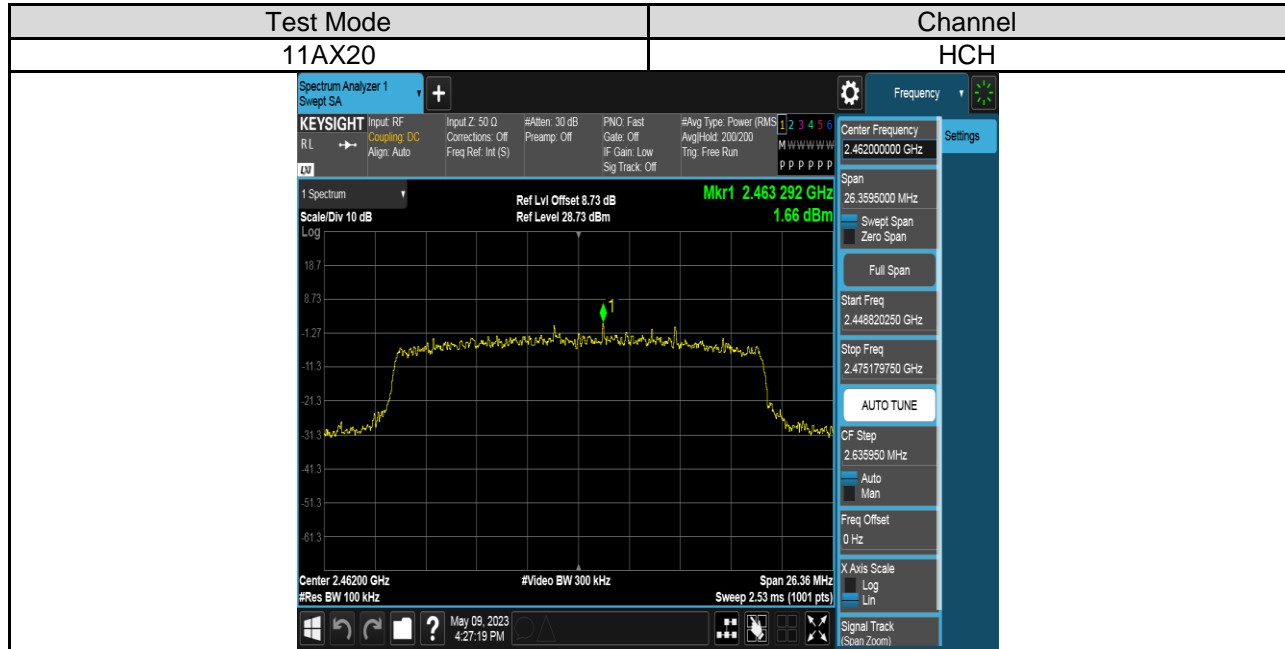 Test Mode Channel
11AX20 HCH
Spectrum Analyzer 1
Swept SA
+
Frequency
KEYSIGHT Input: RF Input Z: 50 Ω #Atten: 30 dB PNO: Fast #Avg Type: Power (RMS 1 2 3 4 5 6
RL Coupling: DC Corrections: Off Preamp: Off Gate: Off Avg|Hold: 200/200 M W W W W W
Align: Auto Freq Ref: Int (S) IF Gain: Low Trig: Free Run
LXI Sig Track: Off P P P P P P
1 Spectrum
Ref Lvl Offset 8.73 dB Mkr1 2.463 292 GHz
Scale/Div 10 dB Ref Level 28.73 dBm 1.66 dBm
Log
18.7
8.73
1
-1.27
-11.3
-21.3
-31.3
-41.3
-51.3
-61.3
Center 2.46200 GHz #Video BW 300 kHz Span 26.36 MHz
#Res BW 100 kHz Sweep 2.53 ms (1001 pts)
? May 09, 2023
4:27:19 PM
Center Frequency
2.462000000 GHz
Settings
Span
26.3595000 MHz
Swept Span
Zero Span
Full Span
Start Freq
2.448820250 GHz
Stop Freq
2.475179750 GHz
AUTO TUNE
CF Step
2.635950 MHz
Auto
Man
Freq Offset
0 Hz
X Axis Scale
Log
Lin
Signal Track
(Span Zoom)